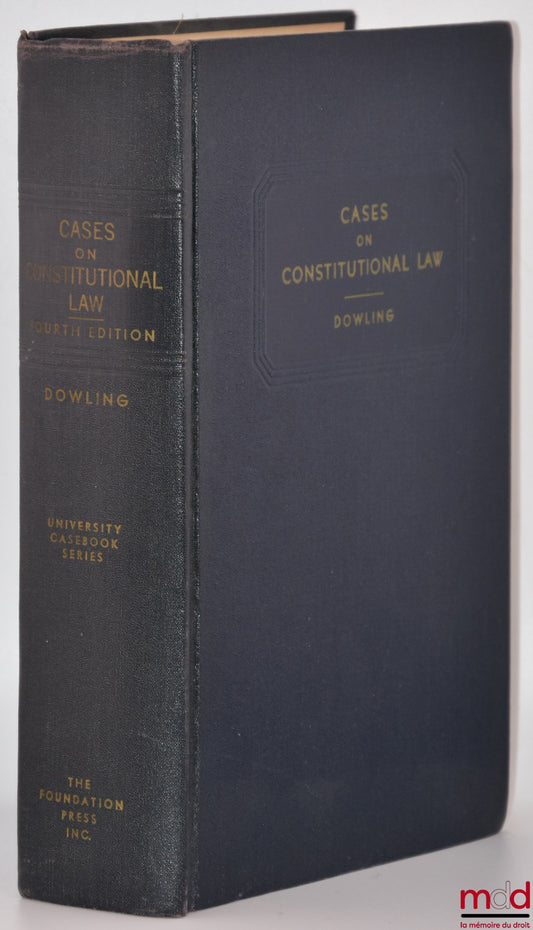 CASES
ON
CONSTITUTIONAL
LAW
FOURTH EDITION
DOWLING
UNIVERSITY
CASEBOOK
SERIES
THE
FOUNDATION
PRESS
INC.
CASES
ON
CONSTITUTIONAL LAW
DOWLING
mdd
la mémoire du droit